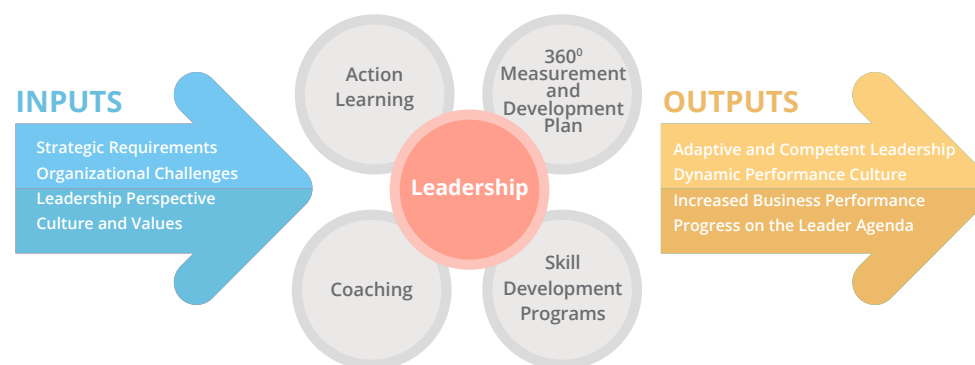 INPUTS
Strategic Requirements
Organizational Challenges
Leadership Perspective
Culture and Values
Action
Learning
360⁰
Measurement
and
Development
Plan
Leadership
Coaching
Skill
Development
Programs
OUTPUTS
Adaptive and Competent Leadership
Dynamic Performance Culture
Increased Business Performance
Progress on the Leader Agenda